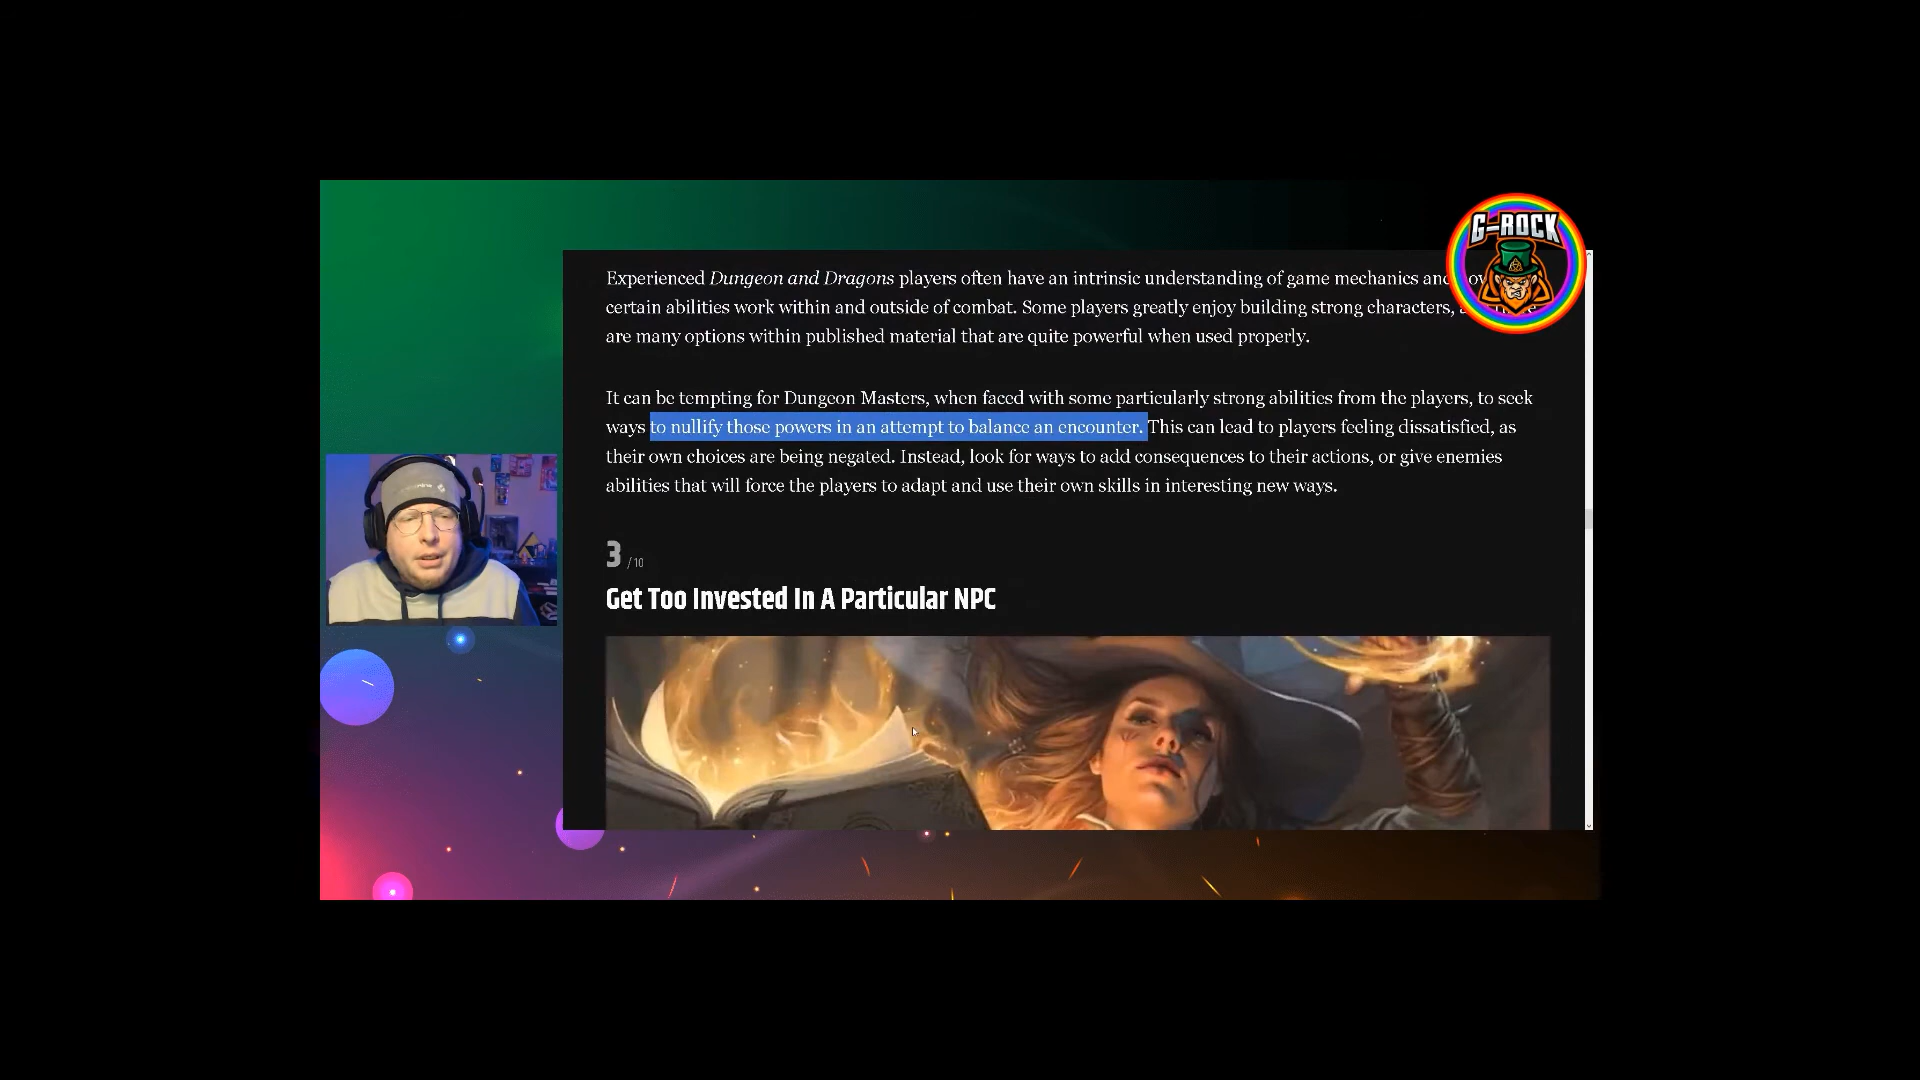 G-ROCK
Experienced Dungeon and Dragons players often have an intrinsic understanding of game mechanics and
certain abilities work within and outside of combat. Some players greatly enjoy building strong characters,
are many options within published material that are quite powerful when used properly.
It can be tempting for Dungeon Masters, when faced with some particularly strong abilities from the players, to seek
ways to nullify those powers in an attempt to balance an encounter. This can lead to players feeling dissatisfied, as
their own choices are being negated. Instead, look for ways to add consequences to their actions, or give enemies
abilities that will force the players to adapt and use their own skills in interesting new ways.
3 / 10
Get Too Invested In A Particular NPC